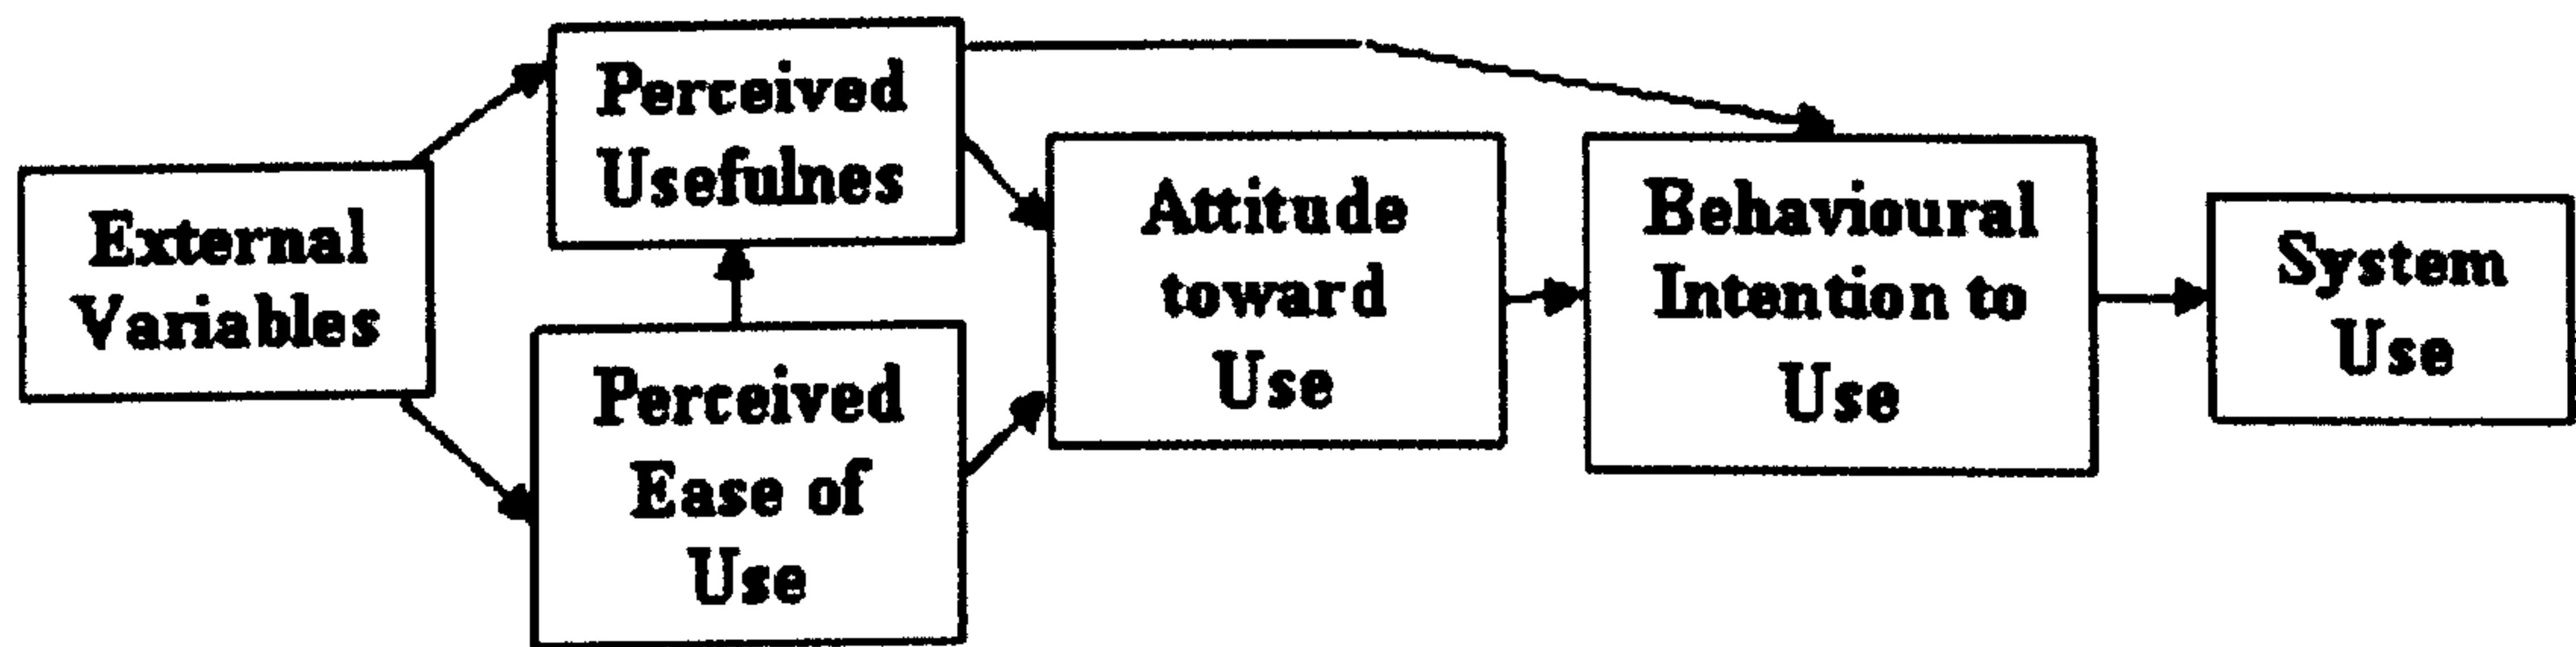 External
Variables
Perceived
Usefulnes
Perceived
Ease of
Use
Attitude
toward
Use
Behavioural
Intention to
Use
System
Use